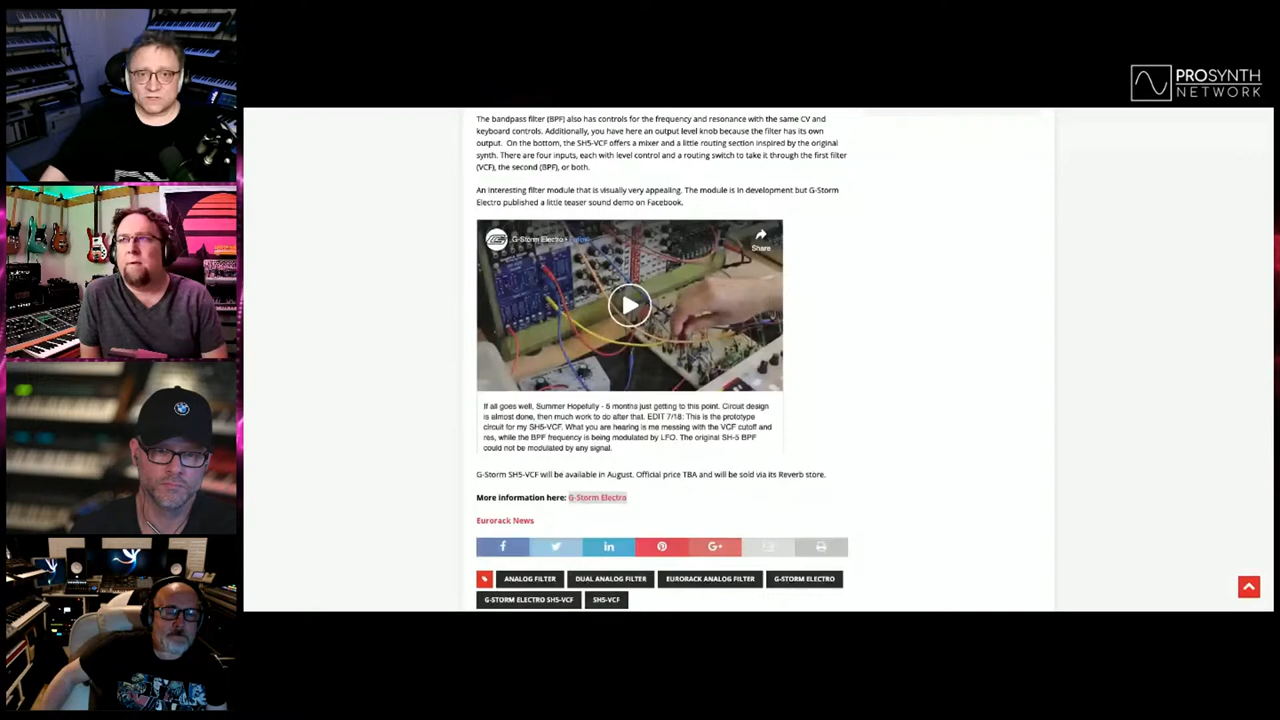 PROSYNTH
NETWORK
The bandpass filter (BPF) also has controls for the frequency and resonance with the same CV and
keyboard controls. Additionally, you have here an output level knob because the filter has its own
output. On the bottom, the SH5-VCF offers a mixer and a little routing section inspired by the original
synth. There are four inputs, each with level control and a routing switch to take it through the first filter
(VCF), the second (BPF), or both.
An interesting filter module that is visually very appealing. The module is in development but G-Storm
Electro published a little teaser sound demo on Facebook.
G-Storm Electro
Share
If all goes well, Summer Hopefully - 5 months just getting to this point. Circuit design
is almost done, then much work to do after that. EDIT 7/18: This is the prototype
circuit for my SH5-VCF. What you are hearing is me messing with the VCF cutoff and
res, while the BPF frequency is being modulated by LFO. The original SH-5 BPF
could not be modulated by any signal.
G-Storm SH5-VCF will be available in August. Official price TBA and will be sold via its Reverb store.
More information here: G-Storm Electro
Eurorack News
ANALOG FILTER DUAL ANALOG FILTER EURORACK ANALOG FILTER G-STORM ELECTRO
G-STORM ELECTRO SH5-VCF SH5-VCF